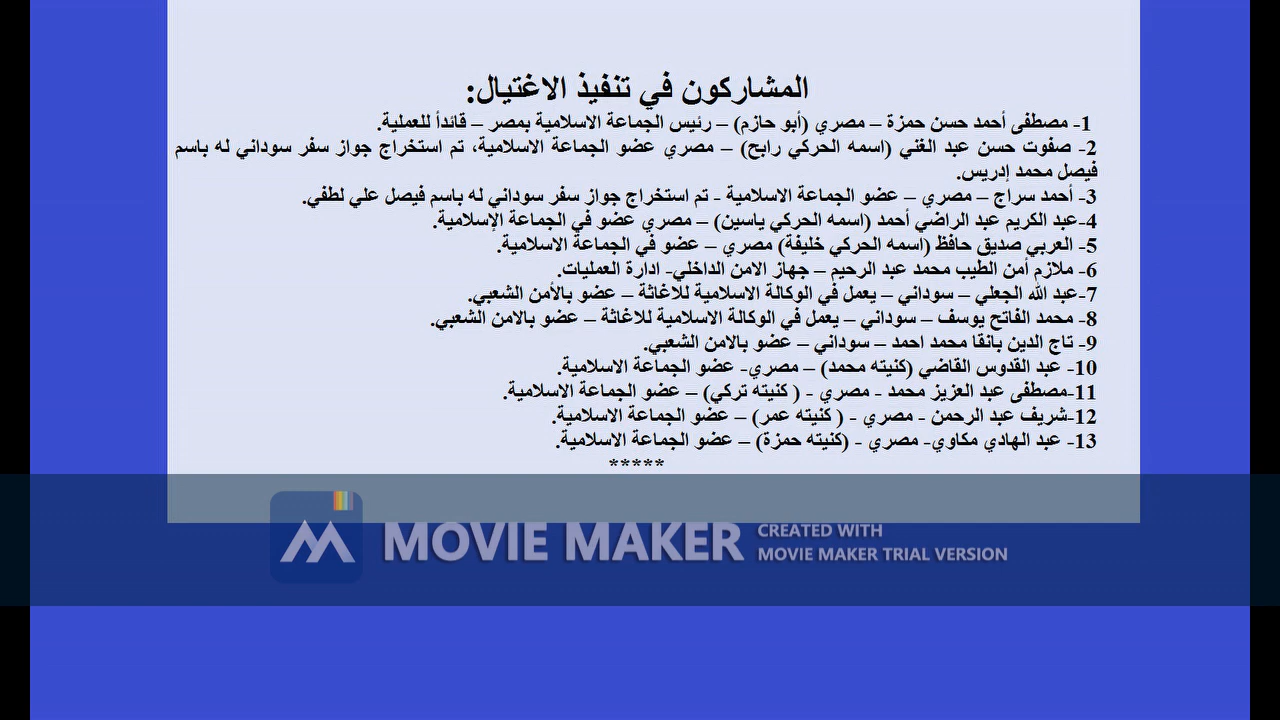 المشاركون في تنفيذ الاغتيال:
1- مصطفى أحمد حسن حمزة – مصري (أبو حازم) – رئيس الجماعة الاسلامية بمصر – قائداً للعملية.
2- صفوت حسن عبد الغني (اسمه الحركي رابح) – مصري عضو الجماعة الاسلامية، تم استخراج جواز سفر سوداني له باسم
فيصل محمد إدريس.
3- أحمد سراج – مصري – عضو الجماعة الاسلامية - تم استخراج جواز سفر سوداني له باسم فيصل علي لطفي.
4-عبد الكريم عبد الراضي أحمد (اسمه الحركي ياسين) – مصري عضو في الجماعة الإسلامية.
5- العربي صديق حافظ (اسمه الحركي خليفة) مصري – عضو في الجماعة الاسلامية.
6- ملازم أمن الطيب محمد عبد الرحيم – جهاز الامن الداخلي- ادارة العمليات.
7-عبد الله الجعلي – سوداني – يعمل في الوكالة الاسلامية للاغاثة – عضو بالأمن الشعبي.
8- محمد الفاتح يوسف – سوداني – يعمل في الوكالة الاسلامية للاغاثة – عضو بالامن الشعبي.
9- تاج الدين بانقا محمد احمد – سوداني – عضو بالامن الشعبي.
10- عبد القدوس القاضي (كنيته محمد) – مصري- عضو الجماعة الاسلامية.
11-مصطفى عبد العزيز محمد - مصري - ( كنيته تركي) – عضو الجماعة الاسلامية.
12-شريف عبد الرحمن - مصري - ( كنيته عمر) – عضو الجماعة الاسلامية.
13- عبد الهادي مكاوي- مصري - (كنيته حمزة) – عضو الجماعة الاسلامية.
*****
MOVIE MAKER
CREATED WITH
MOVIE MAKER TRIAL VERSION